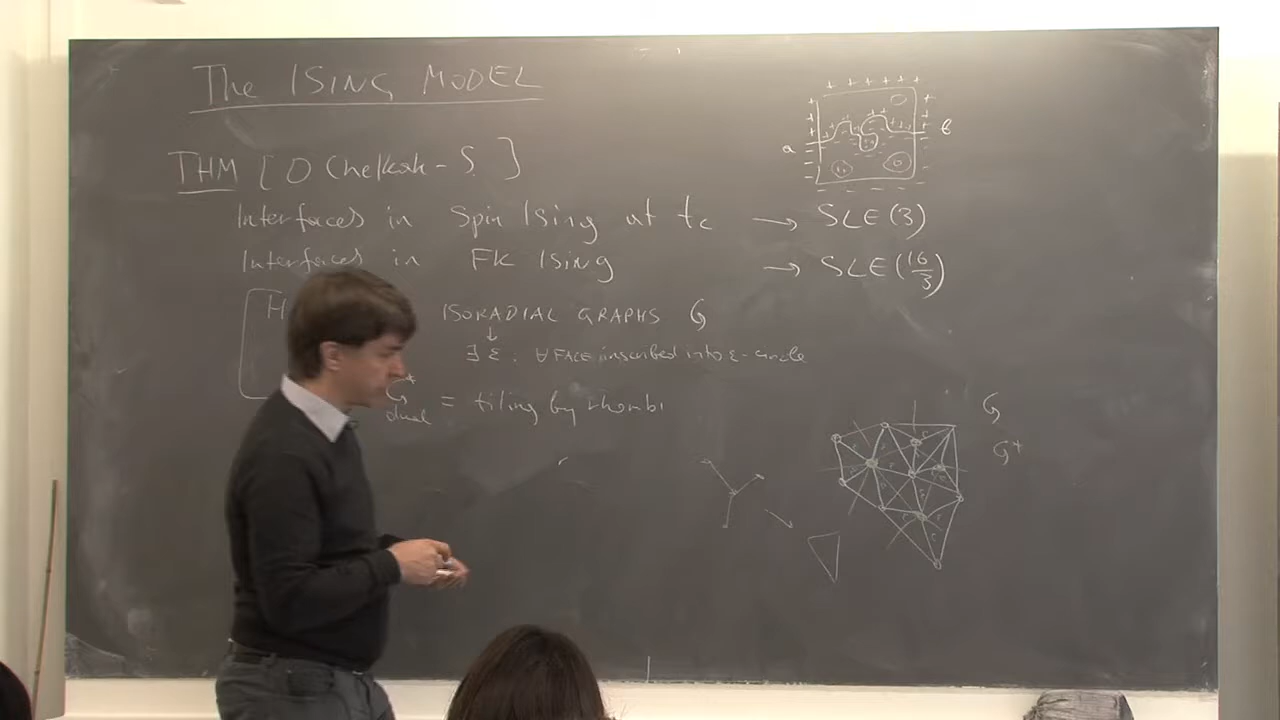 The ISING MODEL
THM [D Chelkak - S.]
Interfaces in Spin Ising at tc → SLE(3)
Interfaces in FK Ising → SLE(16/3)
H ISORADIAL GRAPHS G
↓
∃ ε : ∀ FACE inscribed into ε-circle
G*
dual = tiling by rhombi
a
b
G
G*